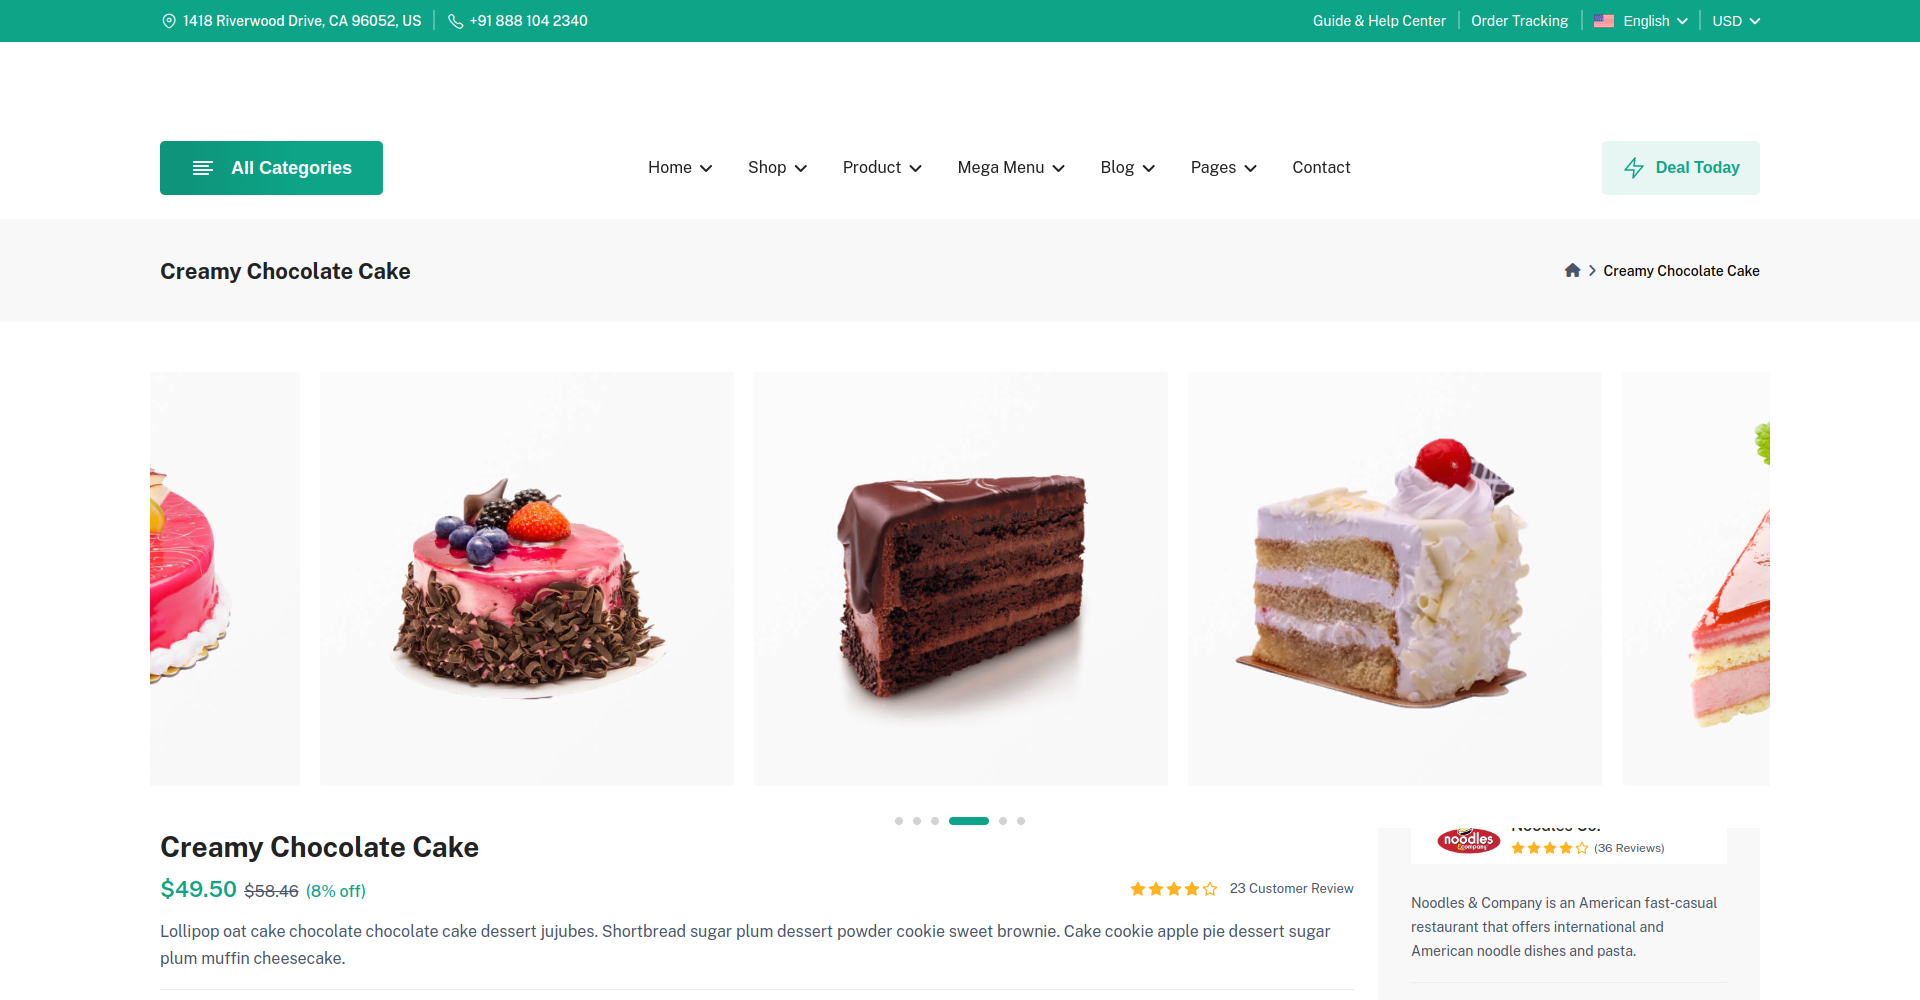 1418 Riverwood Drive, CA 96052, US
+91 888 104 2340
Guide & Help Center
Order Tracking
English
USD
All Categories
Home
Shop
Product
Mega Menu
Blog
Pages
Contact
Deal Today
Creamy Chocolate Cake
Creamy Chocolate Cake
Creamy Chocolate Cake
$49.50 $58.46 (8% off)
23 Customer Review
Lollipop oat cake chocolate chocolate cake dessert jujubes. Shortbread sugar plum dessert powder cookie sweet brownie. Cake cookie apple pie dessert sugar
plum muffin cheesecake.
noodles
&company
Noodles Co.
(36 Reviews)
Noodles & Company is an American fast-casual
restaurant that offers international and
American noodle dishes and pasta.